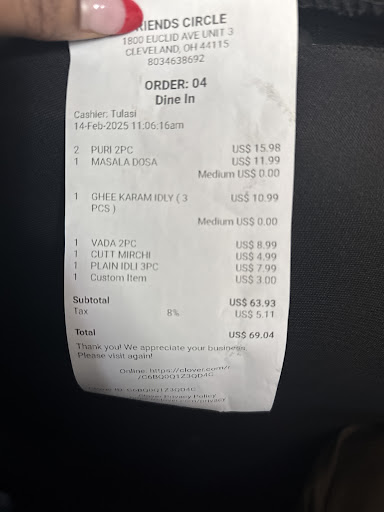 RIENDS CIRCLE
1800 EUCLID AVE UNIT 3
CLEVELAND, OH 44115
8034638692
ORDER: 04
Dine In
Cashier: Tulasi
14-Feb-2025 11:06:16am
2 PURI 2PC US$ 15.98
1 MASALA DOSA US$ 11.99
Medium US$ 0.00
1 GHEE KARAM IDLY ( 3 PCS ) US$ 10.99
Medium US$ 0.00
1 VADA 2PC US$ 8.99
1 CUTT MIRCHI US$ 4.99
1 PLAIN IDLI 3PC US$ 7.99
1 Custom Item US$ 3.00
Subtotal US$ 63.93
Tax 8% US$ 5.11
Total US$ 69.04
Thank you! We appreciate your business.
Please visit again!
Online: https://clover.com/r
/C6BQ0Q1Z3QD4C
ID: C6BQ0Q1Z3QD4C
Privacy Policy